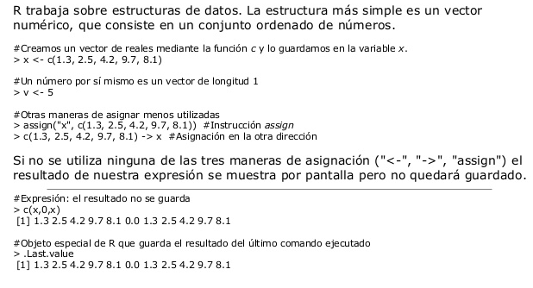 R trabaja sobre estructuras de datos. La estructura más simple es un vector
numérico, que consiste en un conjunto ordenado de números.
#Creamos un vector de reales mediante la función c y lo guardamos en la variable x.
> x <- c(1.3, 2.5, 4.2, 9.7, 8.1)
#Un número por sí mismo es un vector de longitud 1
> v <- 5
#Otras maneras de asignar menos utilizadas
> assign("x", c(1.3, 2.5, 4.2, 9.7, 8.1)) #Instrucción assign
> c(1.3, 2.5, 4.2, 9.7, 8.1) -> x #Asignación en la otra dirección
Si no se utiliza ninguna de las tres maneras de asignación ("<-", "->", "assign") el
resultado de nuestra expresión se muestra por pantalla pero no quedará guardado.
#Expresión: el resultado no se guarda
> c(x,0,x)
[1] 1.3 2.5 4.2 9.7 8.1 0.0 1.3 2.5 4.2 9.7 8.1
#Objeto especial de R que guarda el resultado del último comando ejecutado
> .Last.value
[1] 1.3 2.5 4.2 9.7 8.1 0.0 1.3 2.5 4.2 9.7 8.1